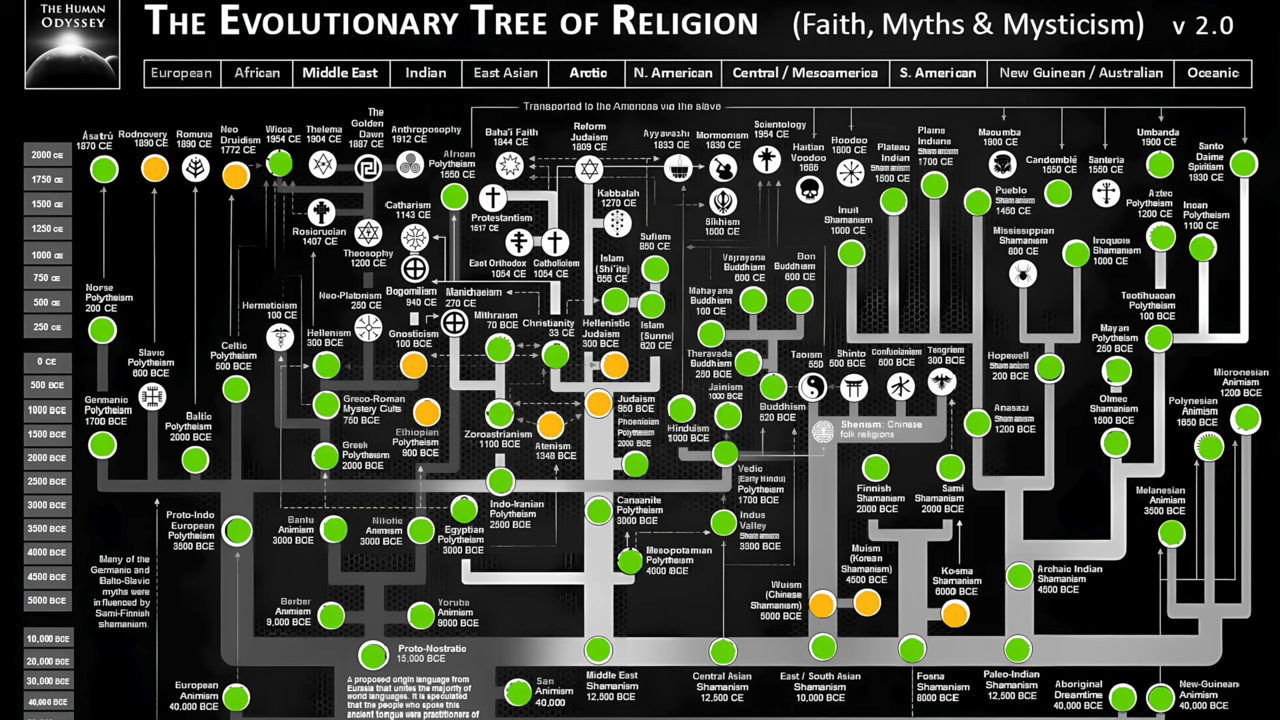 THE HUMAN
ODYSSEY
THE EVOLUTIONARY TREE OF RELIGION (Faith, Myths & Mysticism) v 2.0
European
African
Middle East
Indian
East Asian
Arctic
N. American
Central / Mesoamerica
S. American
New Guinean / Australian
Oceanic
Transported to the Americas via the slave
2000 CE
1750 CE
1500 CE
1250 CE
1000 CE
750 CE
500 CE
250 CE
0 CE
500 BCE
1000 BCE
1500 BCE
2000 BCE
2500 BCE
3000 BCE
3500 BCE
4000 BCE
4500 BCE
5000 BCE
10,000 BCE
20,000 BCE
30,000 BCE
40,000 BCE
Ásatrú
1870 CE
Rodnovery
1890 CE
Romuva
1890 CE
Neo
Druidism
1772 CE
Wicca
1954 CE
Thelema
1904 CE
The
Golden
Dawn
1887 CE
Anthroposophy
1912 CE
African
Polytheism
1550 CE
Baha'i Faith
1844 CE
Reform
Judaism
1809 CE
Ayyavazhi
1833 CE
Mormonism
1830 CE
Scientology
1954 CE
Haitian
Voodoo
1685
Hoodoo
1800 CE
Plateau
Indian
Shamanism
1600 CE
Plains
Indians
Shamanism
1700 CE
Macumba
1900 CE
Candomblé
1550 CE
Santeria
1550 CE
Umbanda
1900 CE
Santo
Daime
Spiritism
1930 CE
Rosicrucian
1407 CE
Theosophy
1200 CE
Catharism
1143 CE
Bogomilism
940 CE
Protestantism
1517 CE
East Orthodox
1054 CE
Catholicism
1054 CE
Kabbalah
1270 CE
Sikhism
1500 CE
Sufism
850 CE
Islam
(Shi'ite)
656 CE
Islam
(Sunni)
620 CE
Vajrayana
Buddhism
600 CE
Bon
Buddhism
600 CE
Mahayana
Buddhism
100 BCE
Inuit
Shamanism
1000 CE
Pueblo
Shamanism
1450 CE
Mississippian
Shamanism
800 CE
Iroquois
Shamanism
1000 CE
Aztec
Polytheism
1200 CE
Incan
Polytheism
1100 CE
Teotihuacan
Polytheism
100 BCE
Norse
Polytheism
200 CE
Slavic
Polytheism
600 BCE
Celtic
Polytheism
500 BCE
Hermeticism
100 CE
Hellenism
300 BCE
Neo-Platonism
250 CE
Gnosticism
100 BCE
Manichaeism
270 CE
Mithraism
70 BCE
Christianity
33 CE
Hellenistic
Judaism
300 BCE
Theravada
Buddhism
250 BCE
Jainism
1000 BCE
Buddhism
520 BCE
Taoism
550
Shinto
500 BCE
Confucianism
500 BCE
Tengrism
300 BCE
Hopewell
Shamanism
200 BCE
Mayan
Polytheism
250 BCE
Micronesian
Animism
1200 BCE
Germanic
Polytheism
1700 BCE
Baltic
Polytheism
2000 BCE
Greco-Roman
Mystery Cults
750 BCE
Greek
Polytheism
2000 BCE
Ethiopian
Polytheism
900 BCE
Zoroastrianism
1100 BCE
Atenism
1348 BCE
Judaism
950 BCE
Phoenician
Polytheism
2000 BCE
Hinduism
1000 BCE
Shenism: Chinese
folk religions
Anasazi
Shamanism
1200 BCE
Olmec
Shamanism
1500 BCE
Polynesian
Animism
1650 BCE
Proto-Indo
European
Polytheism
3500 BCE
Bantu
Animism
3000 BCE
Nilotic
Animism
3000 BCE
Egyptian
Polytheism
3000 BCE
Indo-Iranian
Polytheism
2500 BCE
Canaanite
Polytheism
3000 BCE
Mesopotamian
Polytheism
4000 BCE
Vedic
(Early Hindu)
Polytheism
1700 BCE
Indus
Valley
Shamanism
3300 BCE
Finnish
Shamanism
2000 BCE
Sami
Shamanism
2000 BCE
Melanesian
Animism
3500 BCE
Many of the
Germanic and
Balto-Slavic
myths were
influenced by
Sami-Finnish
shamanism.
Berber
Animism
9,000 BCE
Yoruba
Animism
9000 BCE
Wuism
(Chinese
Shamanism)
5000 BCE
Muism
(Korean
Shamanism)
4500 BCE
Kosma
Shamanism
6000 BCE
Archaic Indian
Shamanism
4500 BCE
Proto-Nostratic
15,000 BCE
A proposed origin language from
Eurasia that unites the majority of
world languages. It is speculated
that the people who spoke this
ancient tongue were practitioners of
European
Animism
40,000 BCE
San
Animism
40,000
Middle East
Shamanism
12,500 BCE
Central Asian
Shamanism
12,500 CE
East / South Asian
Shamanism
10,000 BCE
Fosna
Shamanism
8000 BCE
Paleo-Indian
Shamanism
12,500 BCE
Aboriginal
Dreamtime
40,000 BCE
New-Guinean
Animism
40,000 BCE